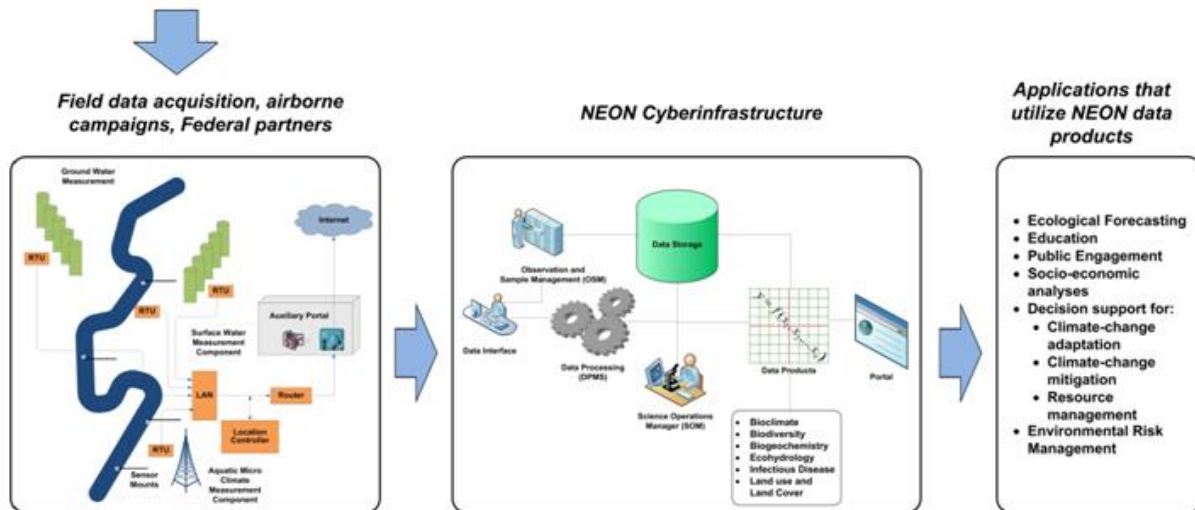 Field data acquisition, airborne
campaigns, Federal partners
Ground Water
Measurement
RTU
RTU
RTU
Internet
Auxiliary Portal
Surface Water
Measurement
Component
LAN
Router
Location
Controller
RTU
Sensor
Mounts
Aquatic Micro
Climate
Measurement
Component
NEON Cyberinfrastructure
Data Storage
Observation and
Sample Management (OSM)
Data Interface
Data Processing
(DPMS)
Data Products
Portal
Science Operations
Manager (SOM)
• Bioclimate
• Biodiversity
• Biogeochemistry
• Ecohydrology
• Infectious Disease
• Land use and
Land Cover
Applications that
utilize NEON data
products
• Ecological Forecasting
• Education
• Public Engagement
• Socio-economic
analyses
• Decision support for:
• Climate-change
adaptation
• Climate-change
mitigation
• Resource
management
• Environmental Risk
Management